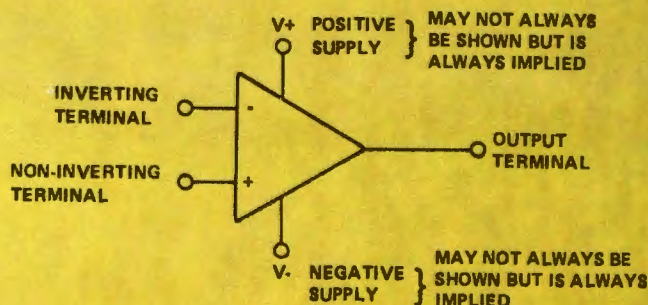 V+ POSITIVE SUPPLY } MAY NOT ALWAYS
BE SHOWN BUT IS
ALWAYS IMPLIED
INVERTING
TERMINAL
-
NON-INVERTING
TERMINAL
+
OUTPUT
TERMINAL
V- NEGATIVE
SUPPLY } MAY NOT ALWAYS BE
SHOWN BUT IS ALWAYS
IMPLIED